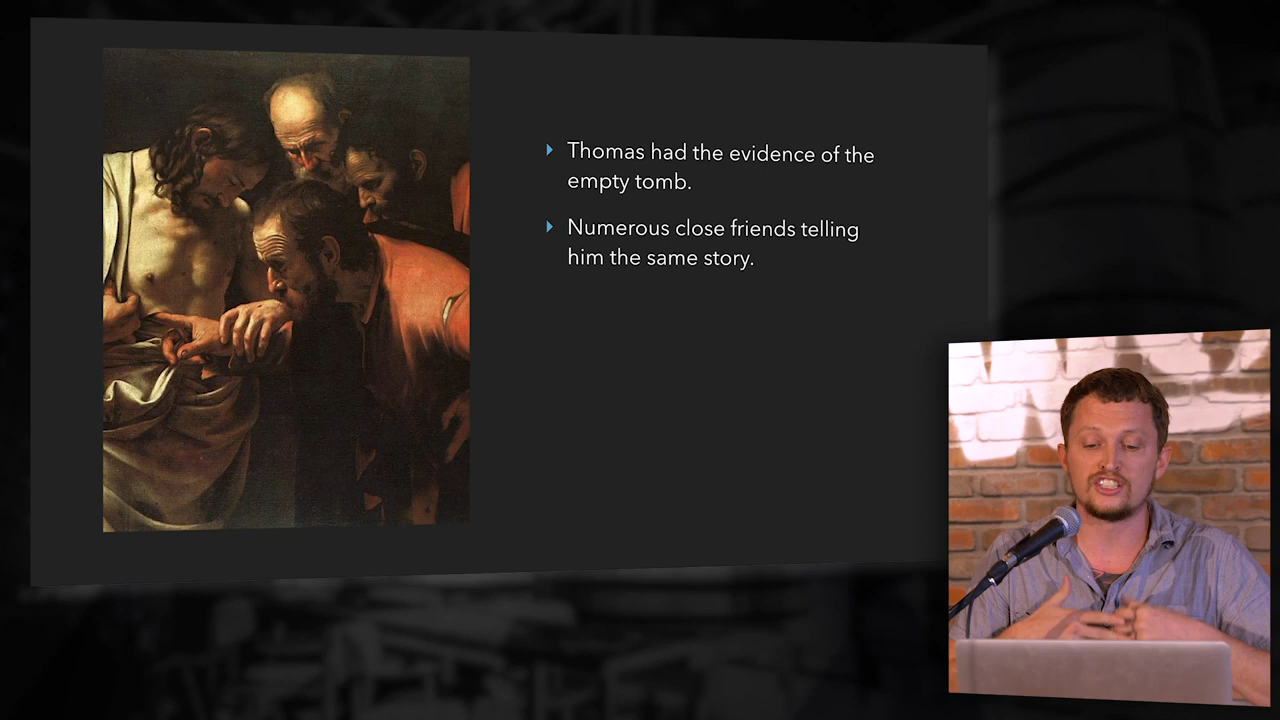 Thomas had the evidence of the
empty tomb.
Numerous close friends telling
him the same story.